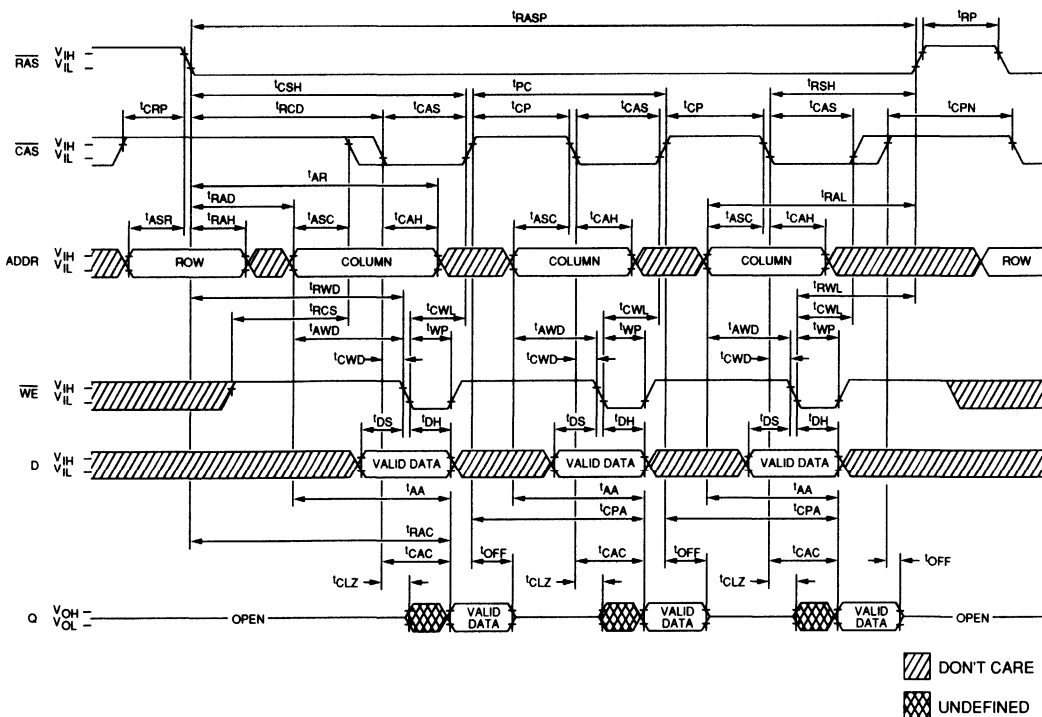 tRASP tRP
RAS VIH VIL
tCSH tPC tRSH
tCRP tRCD tCAS tCP tCAS tCP tCAS tCPN
CAS VIH VIL
tAR
tRAD tRAL
tASR tRAH tASC tCAH tASC tCAH tASC tCAH
ADDR VIH VIL ROW COLUMN COLUMN COLUMN ROW
tRWD tRWL
tRCS tCWL tCWL tCWL
tAWD tWP tAWD tWP tAWD tWP
tCWD tCWD tCWD
WE VIH VIL
tDS tDH tDS tDH tDS tDH
D VIH VIL VALID DATA VALID DATA VALID DATA
tAA tAA tAA
tCPA tCPA
tRAC
tCAC tOFF tCAC tOFF tCAC tOFF
tCLZ tCLZ tCLZ
Q VOH VOL OPEN VALID DATA VALID DATA VALID DATA OPEN
DON'T CARE
UNDEFINED